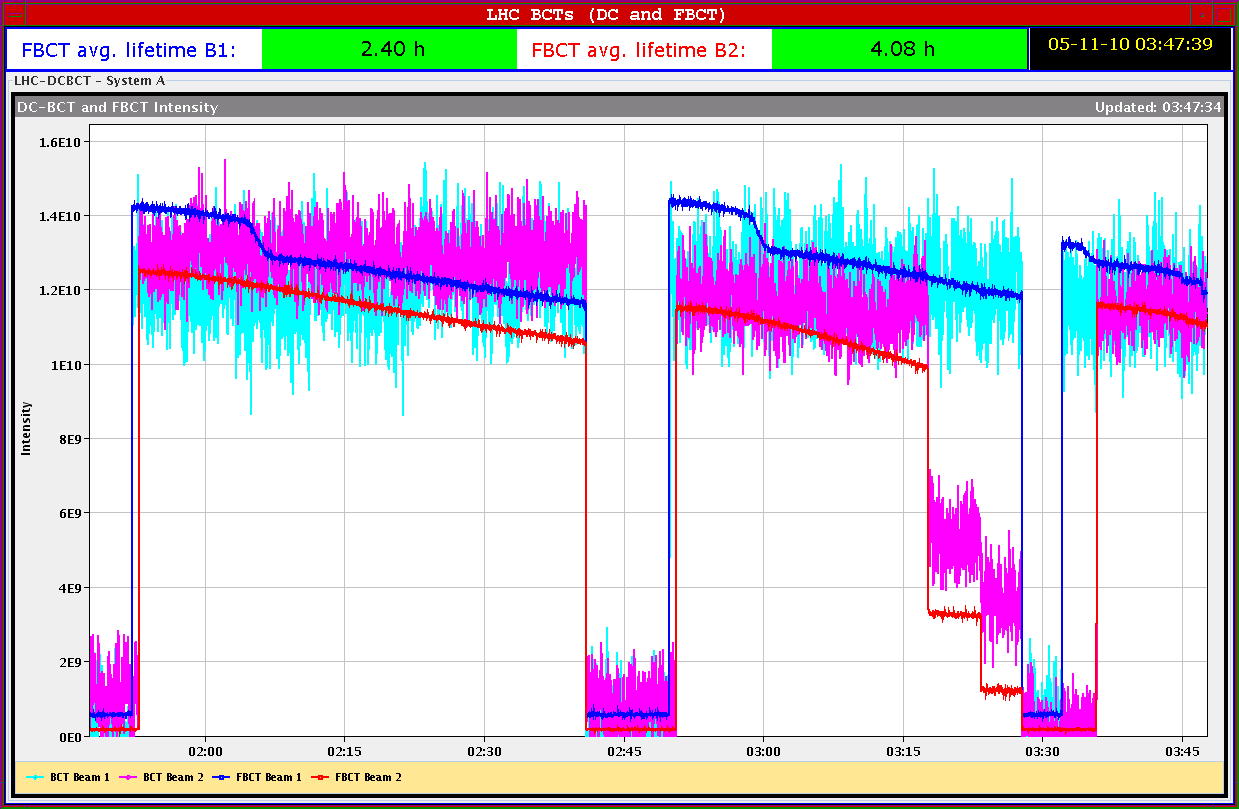 LHC BCTs (DC and FBCT)
FBCT avg. lifetime B1: 2.40 h FBCT avg. lifetime B2: 4.08 h 05-11-10 03:47:39
LHC-DCBCT - System A
DC-BCT and FBCT Intensity Updated: 03:47:34
1.6E10
1.4E10
1.2E10
1E10
8E9
6E9
4E9
2E9
0E0
Intensity
02:00 02:15 02:30 02:45 03:00 03:15 03:30 03:45
BCT Beam 1 BCT Beam 2 FBCT Beam 1 FBCT Beam 2